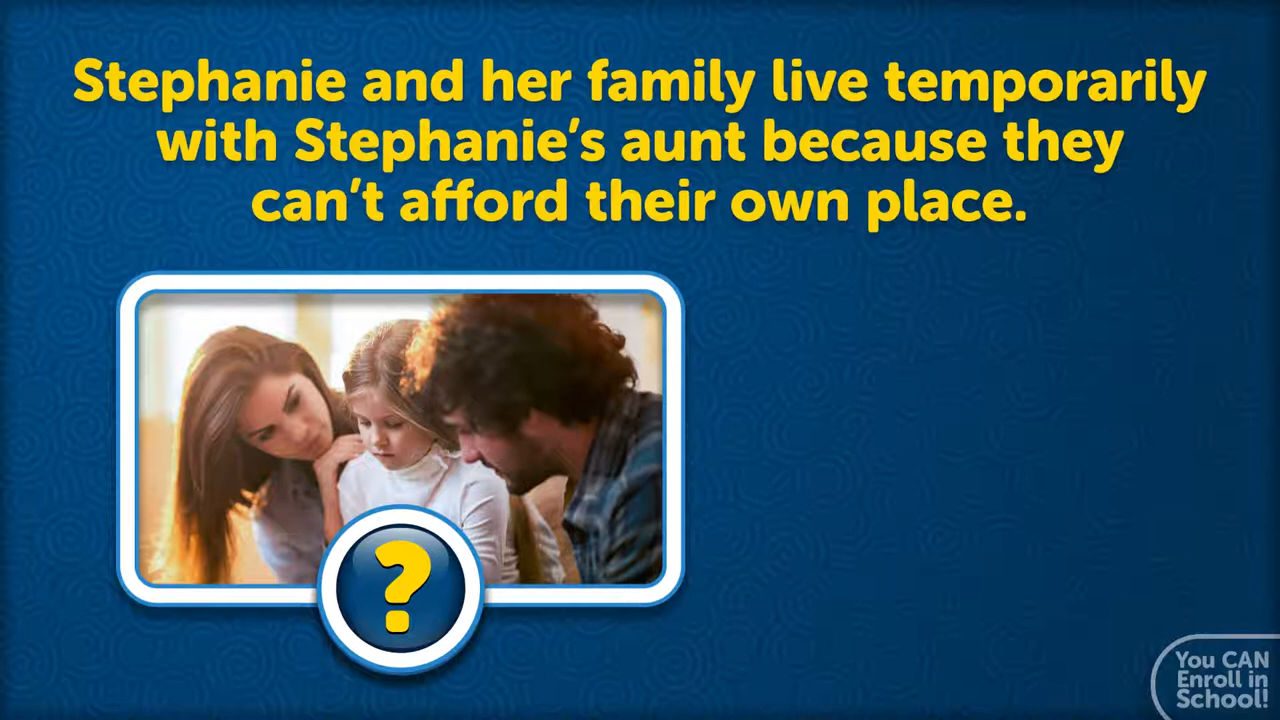 Stephanie and her family live temporarily
with Stephanie’s aunt because they
can’t afford their own place.
?
You CAN
Enroll in
School!